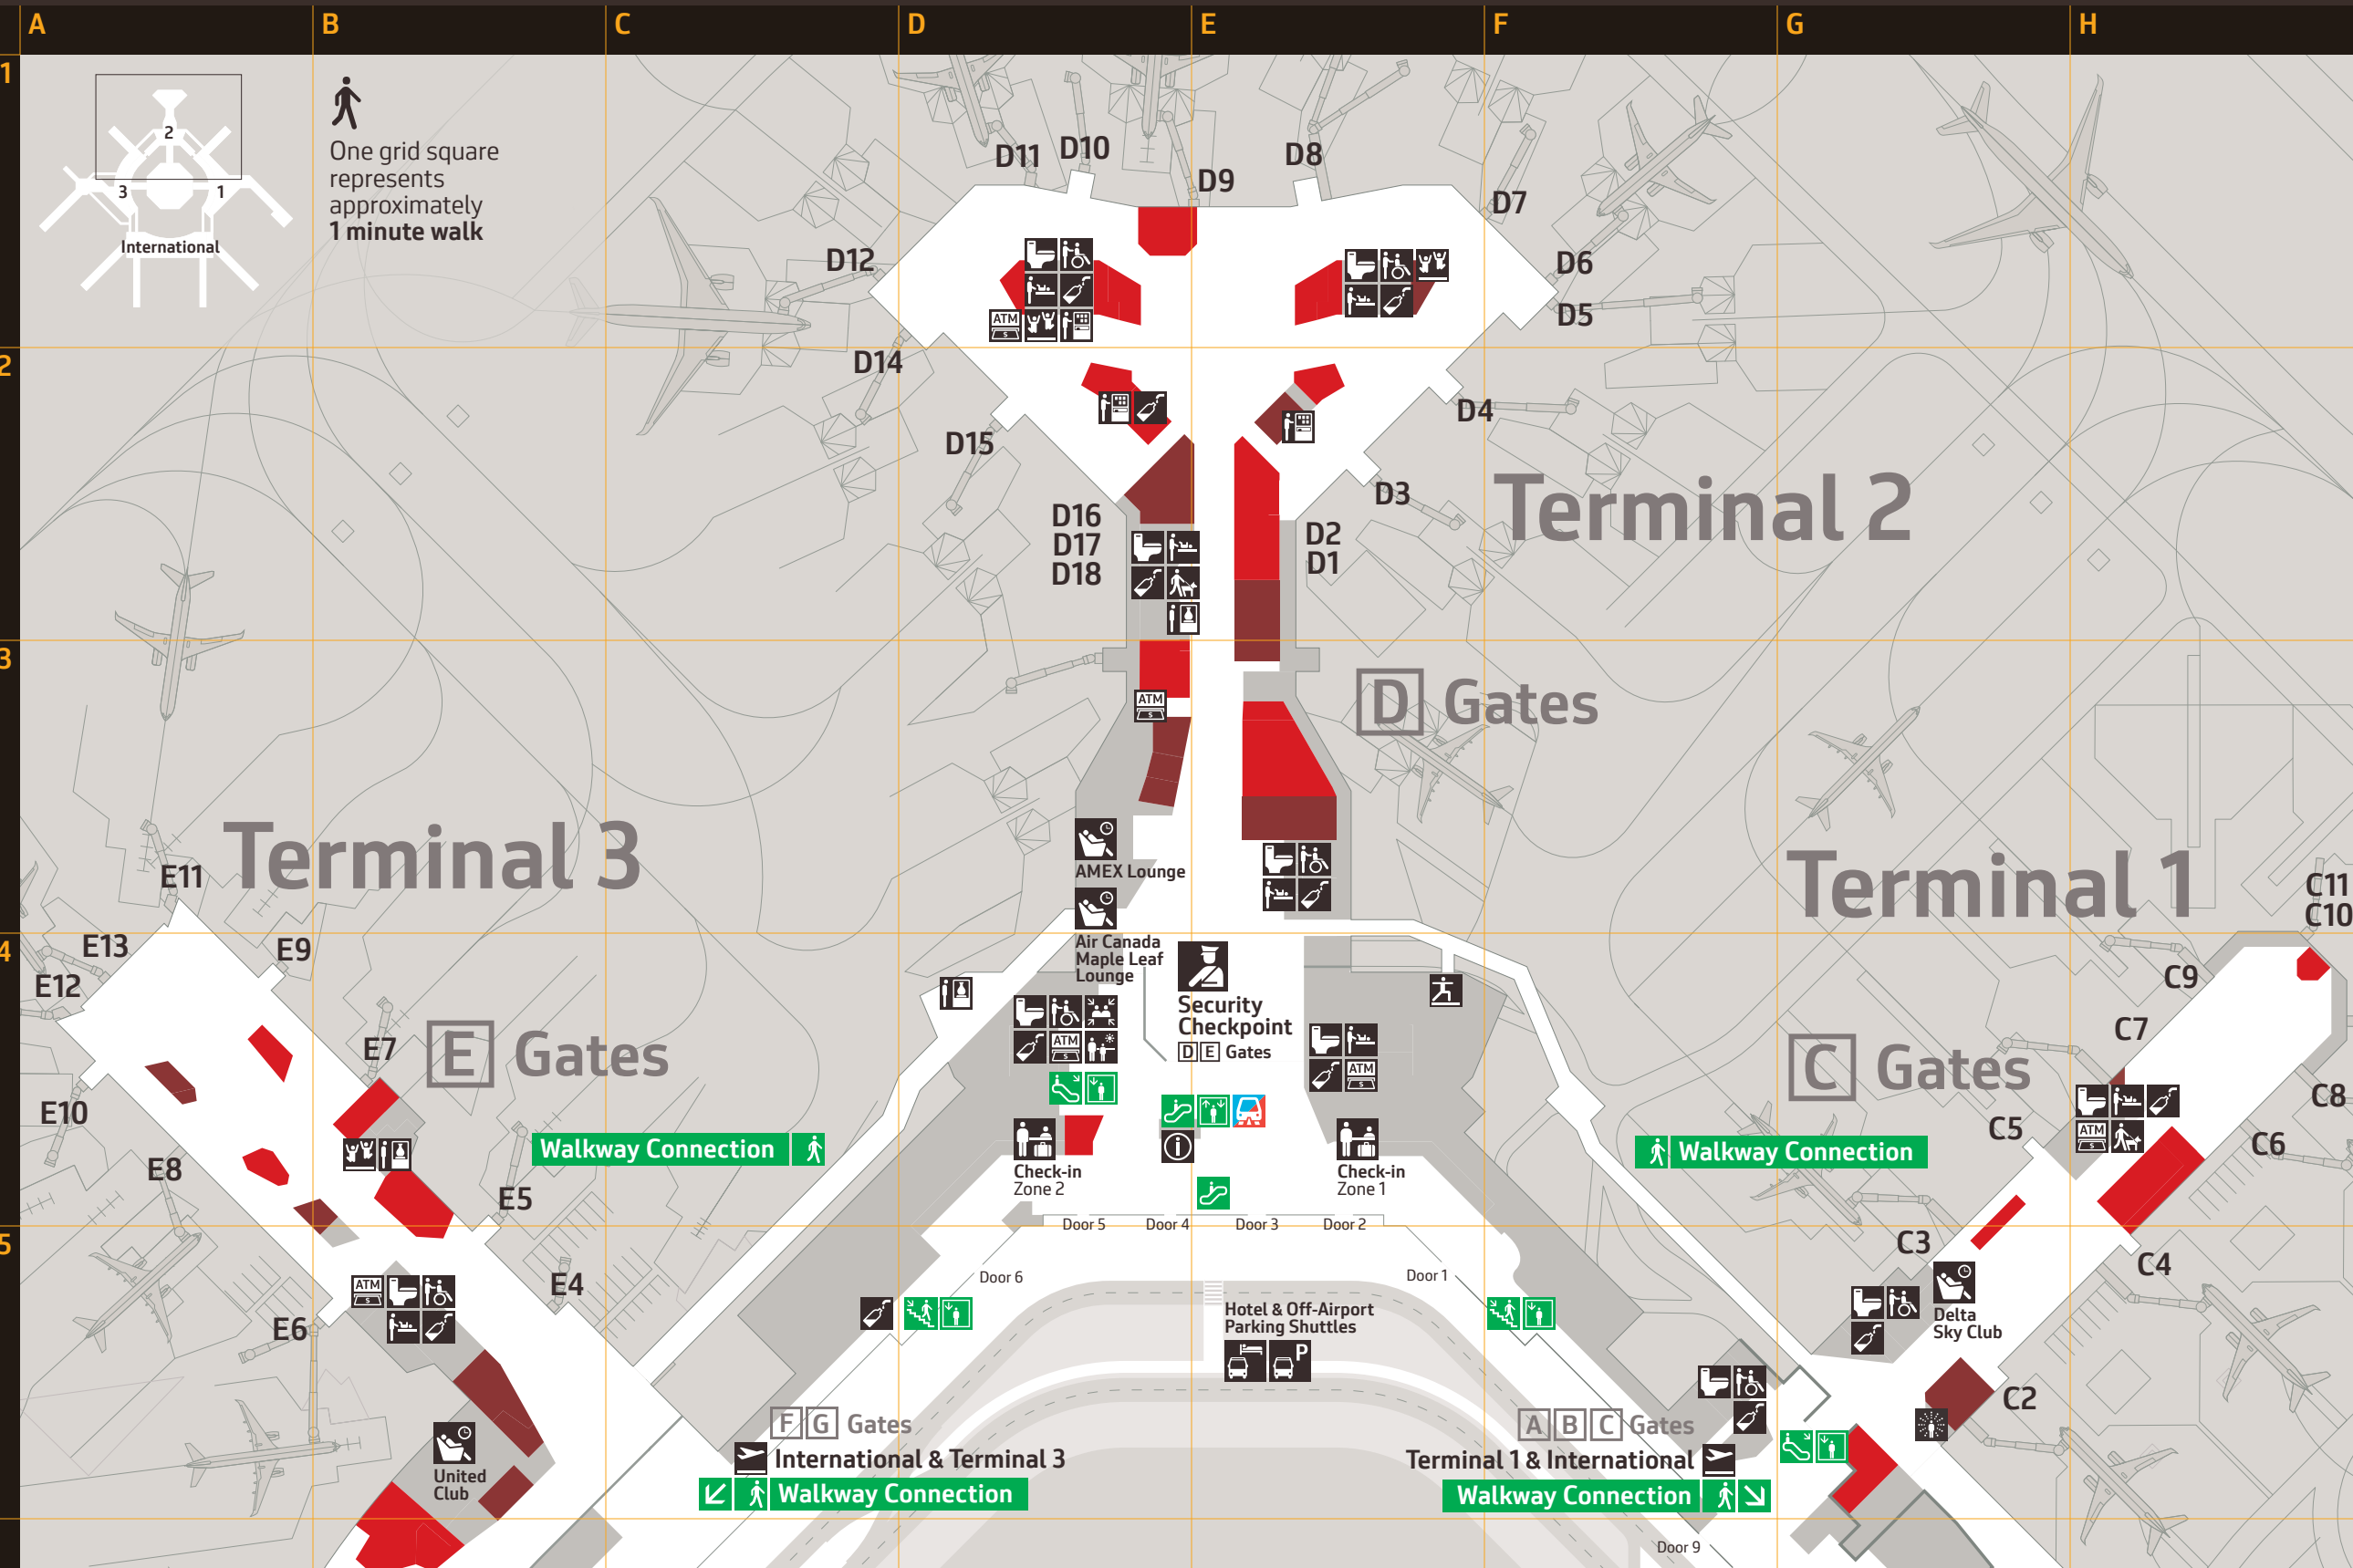 A B C D E F G H
1
2
3
4
5
2
3
1
International
One grid square
represents
approximately
1 minute walk
D11
D10
D9
D8
D7
D12
D6
D5
ATM
$
D14
D4
D15
D3
Terminal 2
D16
D17
D18
D2
D1
ATM
$
D Gates
Terminal 3
AMEX Lounge
Terminal 1
E11
C11
C10
E13
E9
E12
Air Canada
Maple Leaf
Lounge
Security
Checkpoint
D E Gates
C9
C7
E7
E Gates
ATM
ATM
$
C Gates
E10
C8
C5
ATM
$
C6
Walkway Connection
Walkway Connection
E8
Check-in
Zone 2
Check-in
Zone 1
E5
Door 5
Door 4
Door 3
Door 2
C3
C4
Door 6
Door 1
E4
ATM
$
E6
Hotel & Off-Airport
Parking Shuttles
P
Delta
Sky Club
C2
F G Gates
International & Terminal 3
Walkway Connection
A B C Gates
Terminal 1 & International
Walkway Connection
United
Club
Door 9